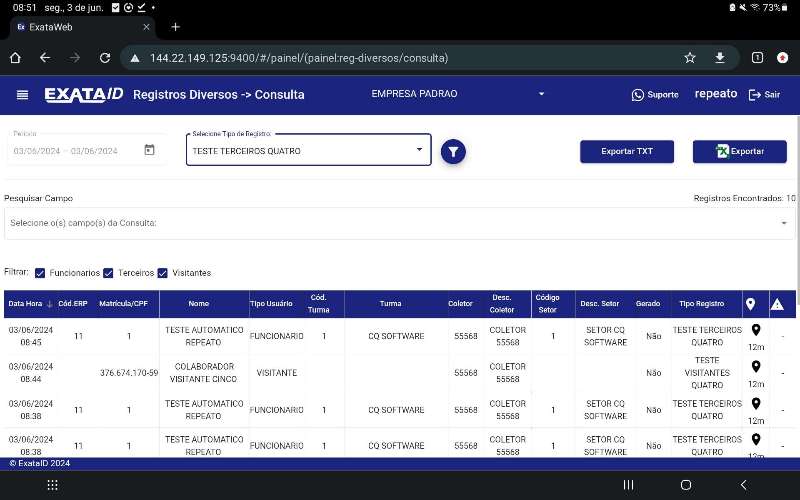 08:51 seg., 3 de jun.
73%
Ex ExataWeb
144.22.149.125:9400/#/painel/(painel:reg-diversos/consulta)
1
EXATAID Registros Diversos -> Consulta EMPRESA PADRAO Suporte repeato Sair
Período
03/06/2024 – 03/06/2024
Selecione Tipo de Registro:
TESTE TERCEIROS QUATRO
Exportar TXT Exportar
Pesquisar Campo Registros Encontrados: 10
Selecione o(s) campo(s) da Consulta:
Filtrar: Funcionarios Terceiros Visitantes
Data Hora Cód.ERP Matrícula/CPF Nome Tipo Usuário Cód. Turma Turma Coletor Desc. Coletor Código Setor Desc. Setor Gerado Tipo Registro
03/06/2024 08:45 11 1 TESTE AUTOMATICO REPEATO FUNCIONARIO 1 CQ SOFTWARE 55568 COLETOR 55568 1 SETOR CQ SOFTWARE Não TESTE TERCEIROS QUATRO 12m -
03/06/2024 08:44 376.674.170-59 COLABORADOR VISITANTE CINCO VISITANTE 55568 COLETOR 55568 Não TESTE VISITANTES QUATRO 12m -
03/06/2024 08:38 11 1 TESTE AUTOMATICO REPEATO FUNCIONARIO 1 CQ SOFTWARE 55568 COLETOR 55568 1 SETOR CQ SOFTWARE Não TESTE TERCEIROS QUATRO 12m -
03/06/2024 08:38 11 1 TESTE AUTOMATICO REPEATO FUNCIONARIO 1 CQ SOFTWARE 55568 COLETOR 55568 1 SETOR CQ SOFTWARE Não TESTE TERCEIROS QUATRO 12m -
© ExataID 2024